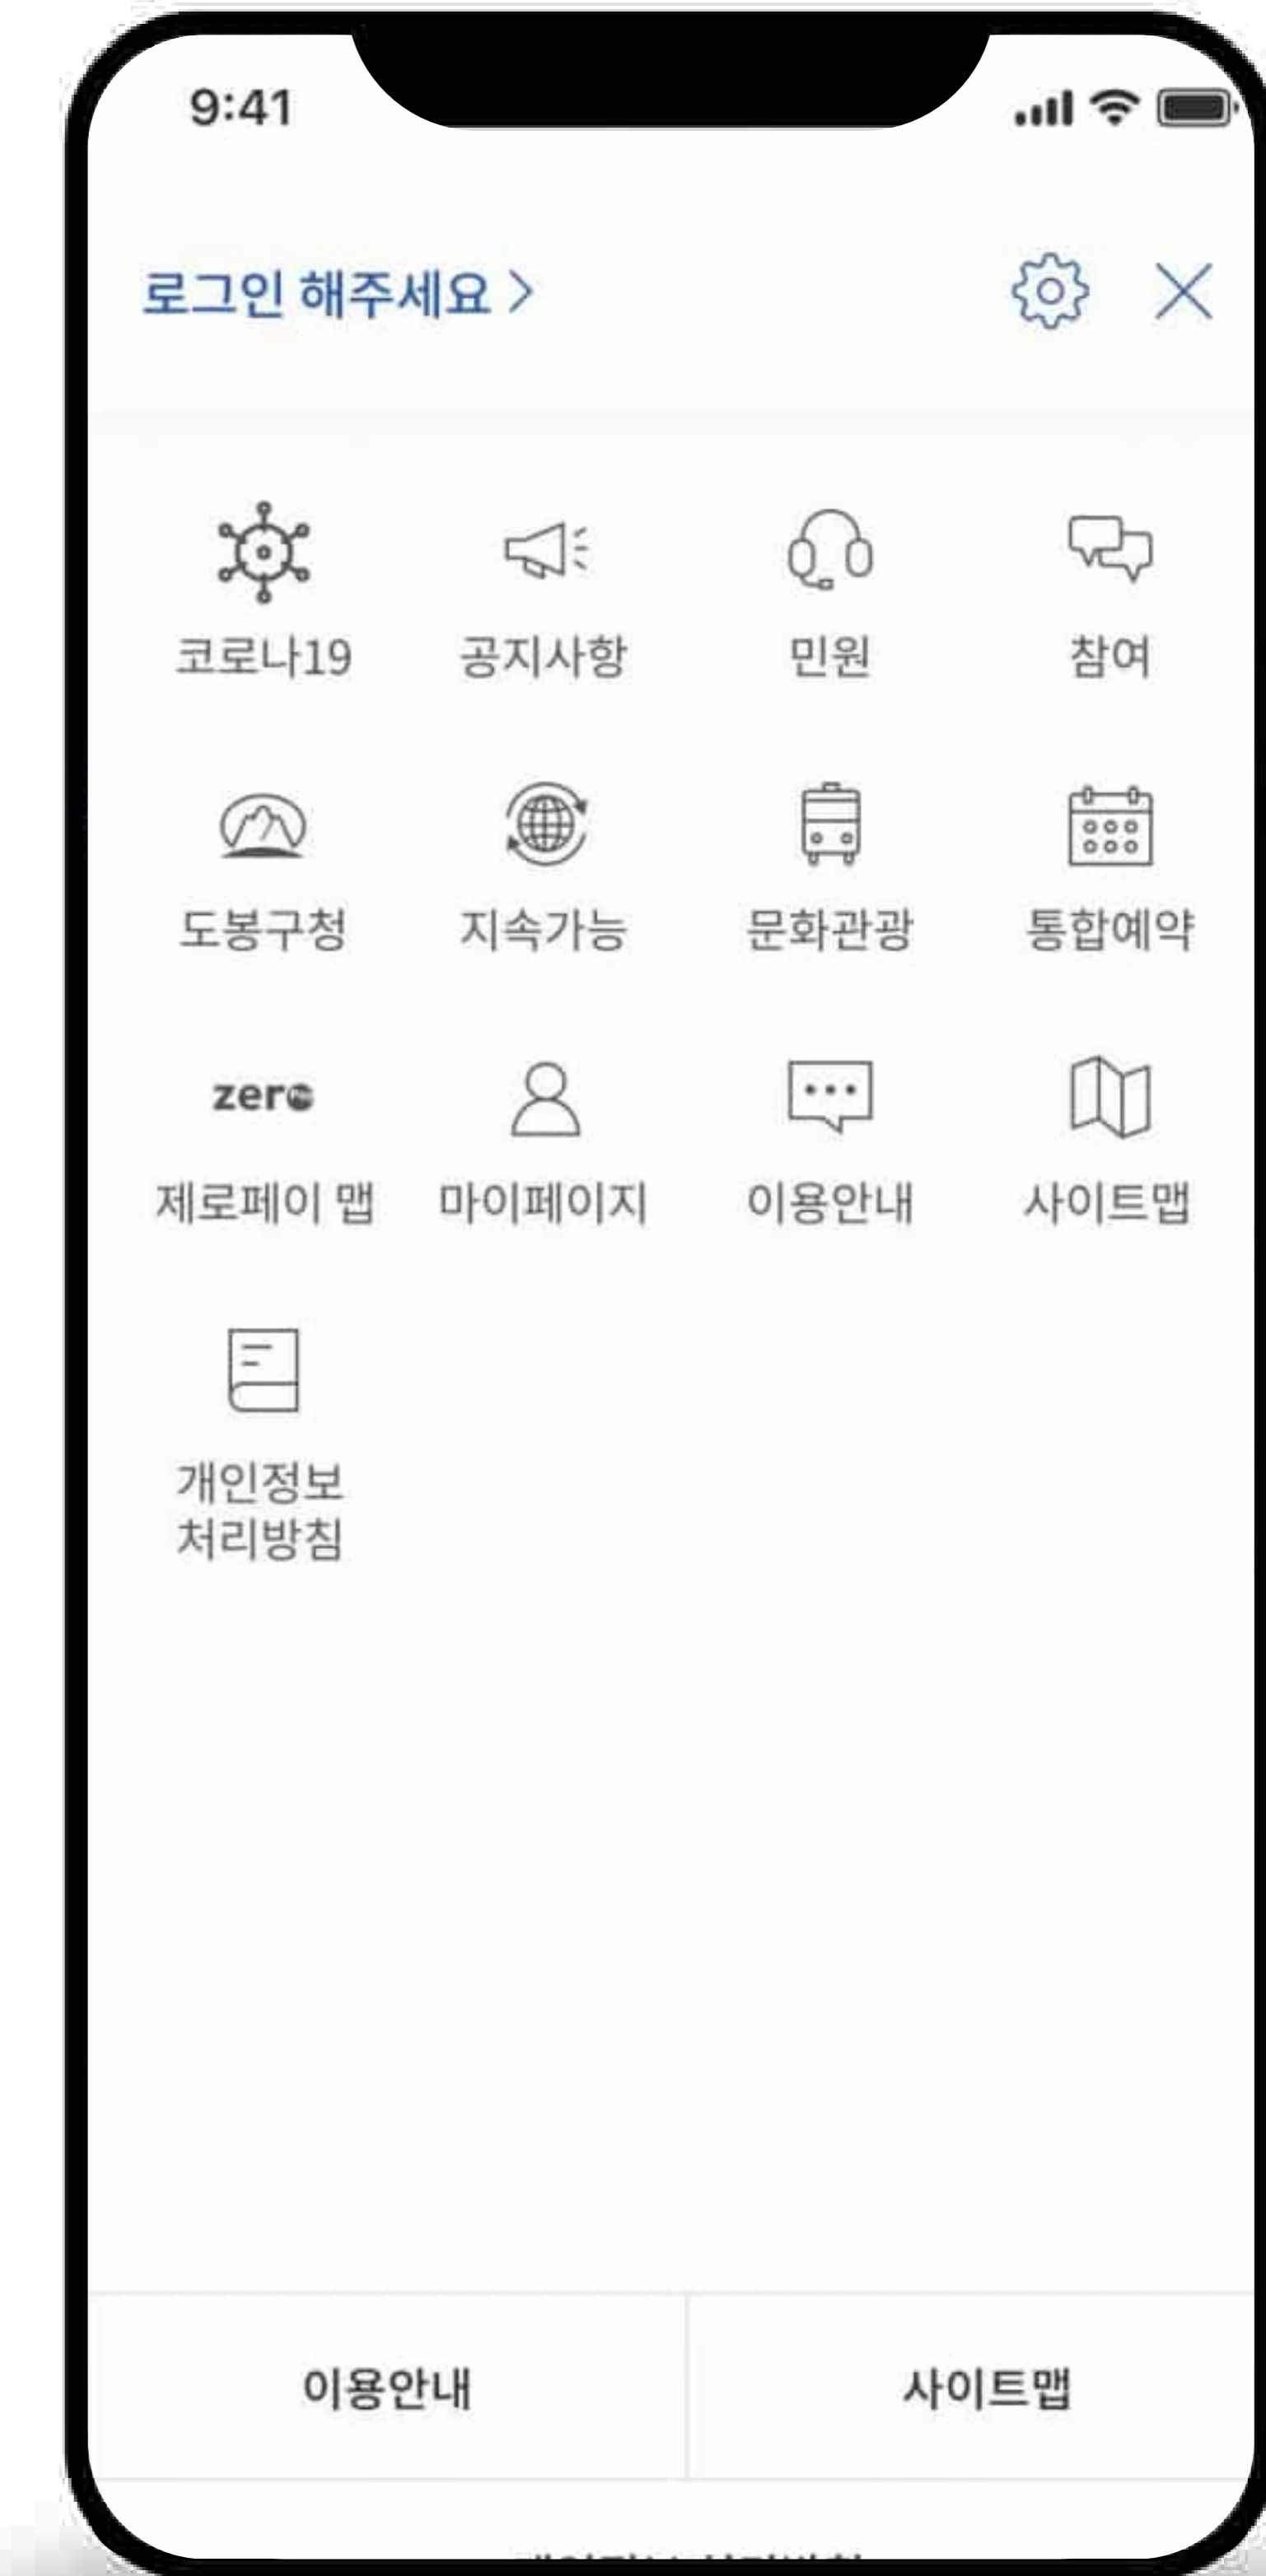 9:41
로그인 해주세요 >
코로나19 공지사항 민원 참여
도봉구청 지속가능 문화관광 통합예약
zero
제로페이 맵 마이페이지 이용안내 사이트맵
개인정보
처리방침
이용안내 사이트맵